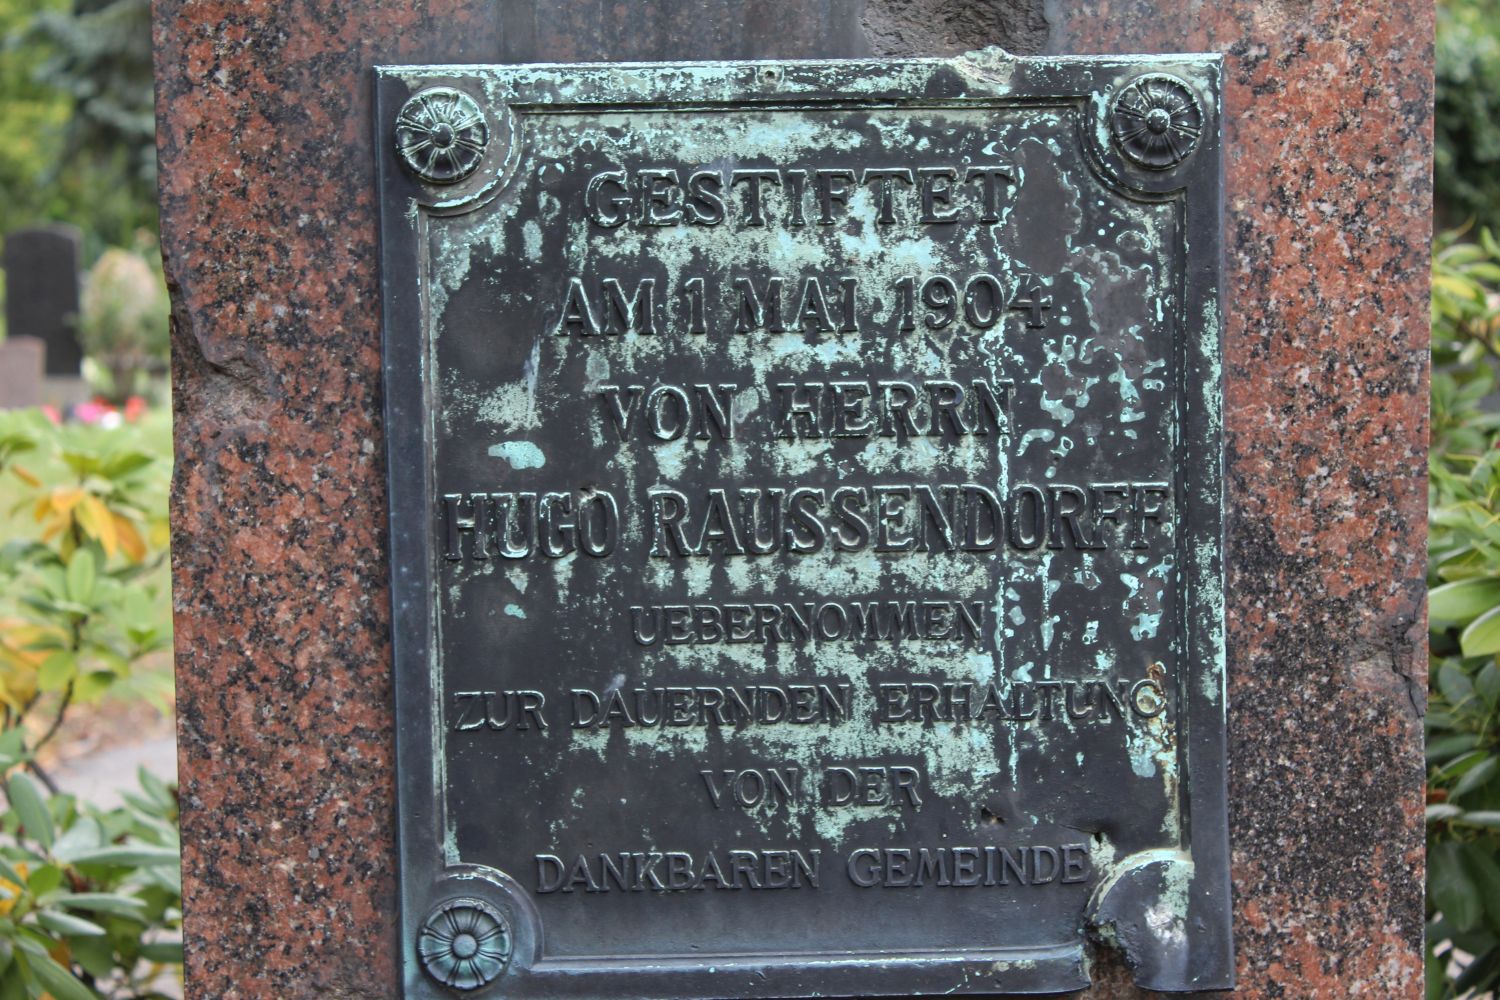 GESTIFTET
AM 1 MAI 1904
VON HERRN
HUGO RAUSSENDORFF
UEBERNOMMEN
ZUR DAUERNDEN ERHALTUNG
VON DER
DANKBAREN GEMEINDE